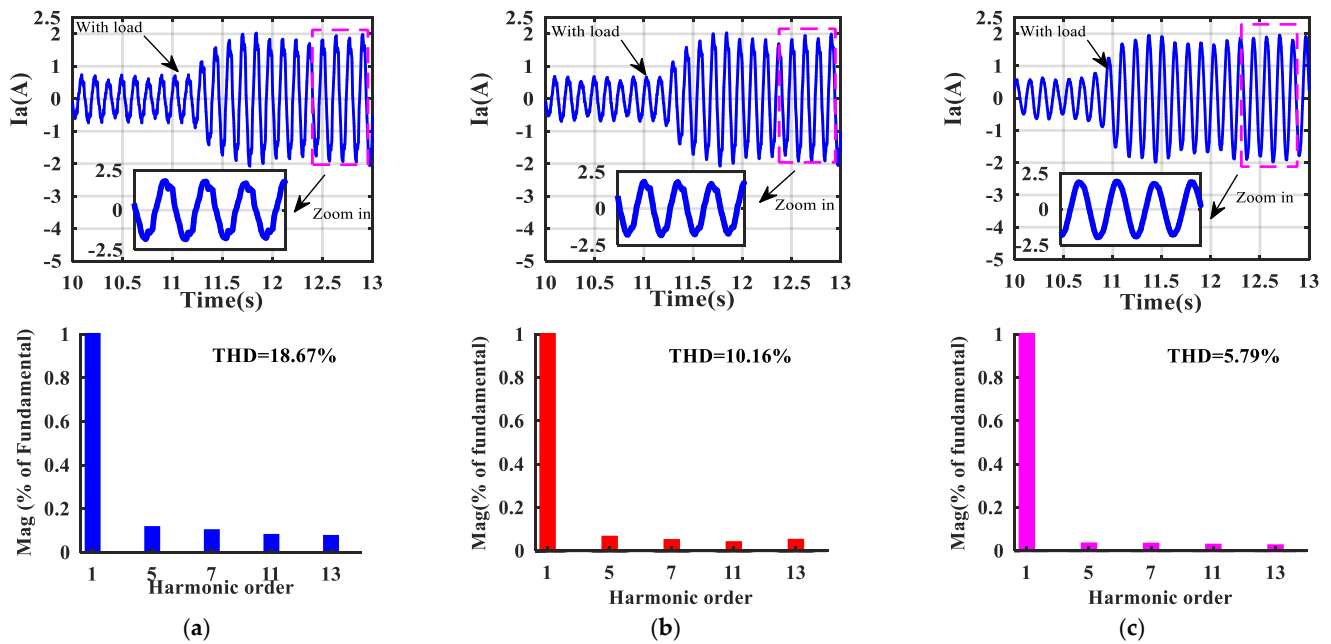 2.5
2
1
0
-1
-2
-3
-4
-5
Ia(A)
With load
2.5
0
-2.5
Zoom in
10 10.5 11 11.5 12 12.5 13
Time(s)
2.5
2
1
0
-1
-2
-3
-4
-5
Ia(A)
With load
2.5
0
-2.5
Zoom in
10 10.5 11 11.5 12 12.5 13
Time(s)
2.5
2
1
0
-1
-2
-3
-4
-5
Ia(A)
With load
2.5
0
-2.5
Zoom in
10 10.5 11 11.5 12 12.5 13
Time(s)
1
0.8
0.6
0.4
0.2
0
Mag (% of Fundamental)
THD=18.67%
1 5 7 11 13
Harmonic order
(a)
1
0.8
0.6
0.4
0.2
0
Mag(% of fundamental)
THD=10.16%
1 5 7 11 13
Harmonic order
(b)
1
0.8
0.6
0.4
0.2
0
Mag(% of fundamental)
THD=5.79%
1 5 7 11 13
Harmonic order
(c)